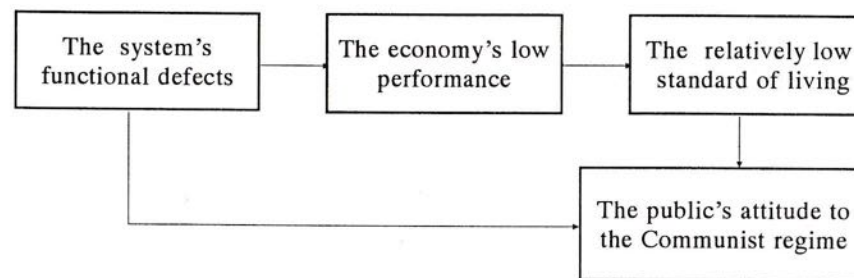 The system's
functional defects
The economy's low
performance
The relatively low
standard of living
The public's attitude to
the Communist regime